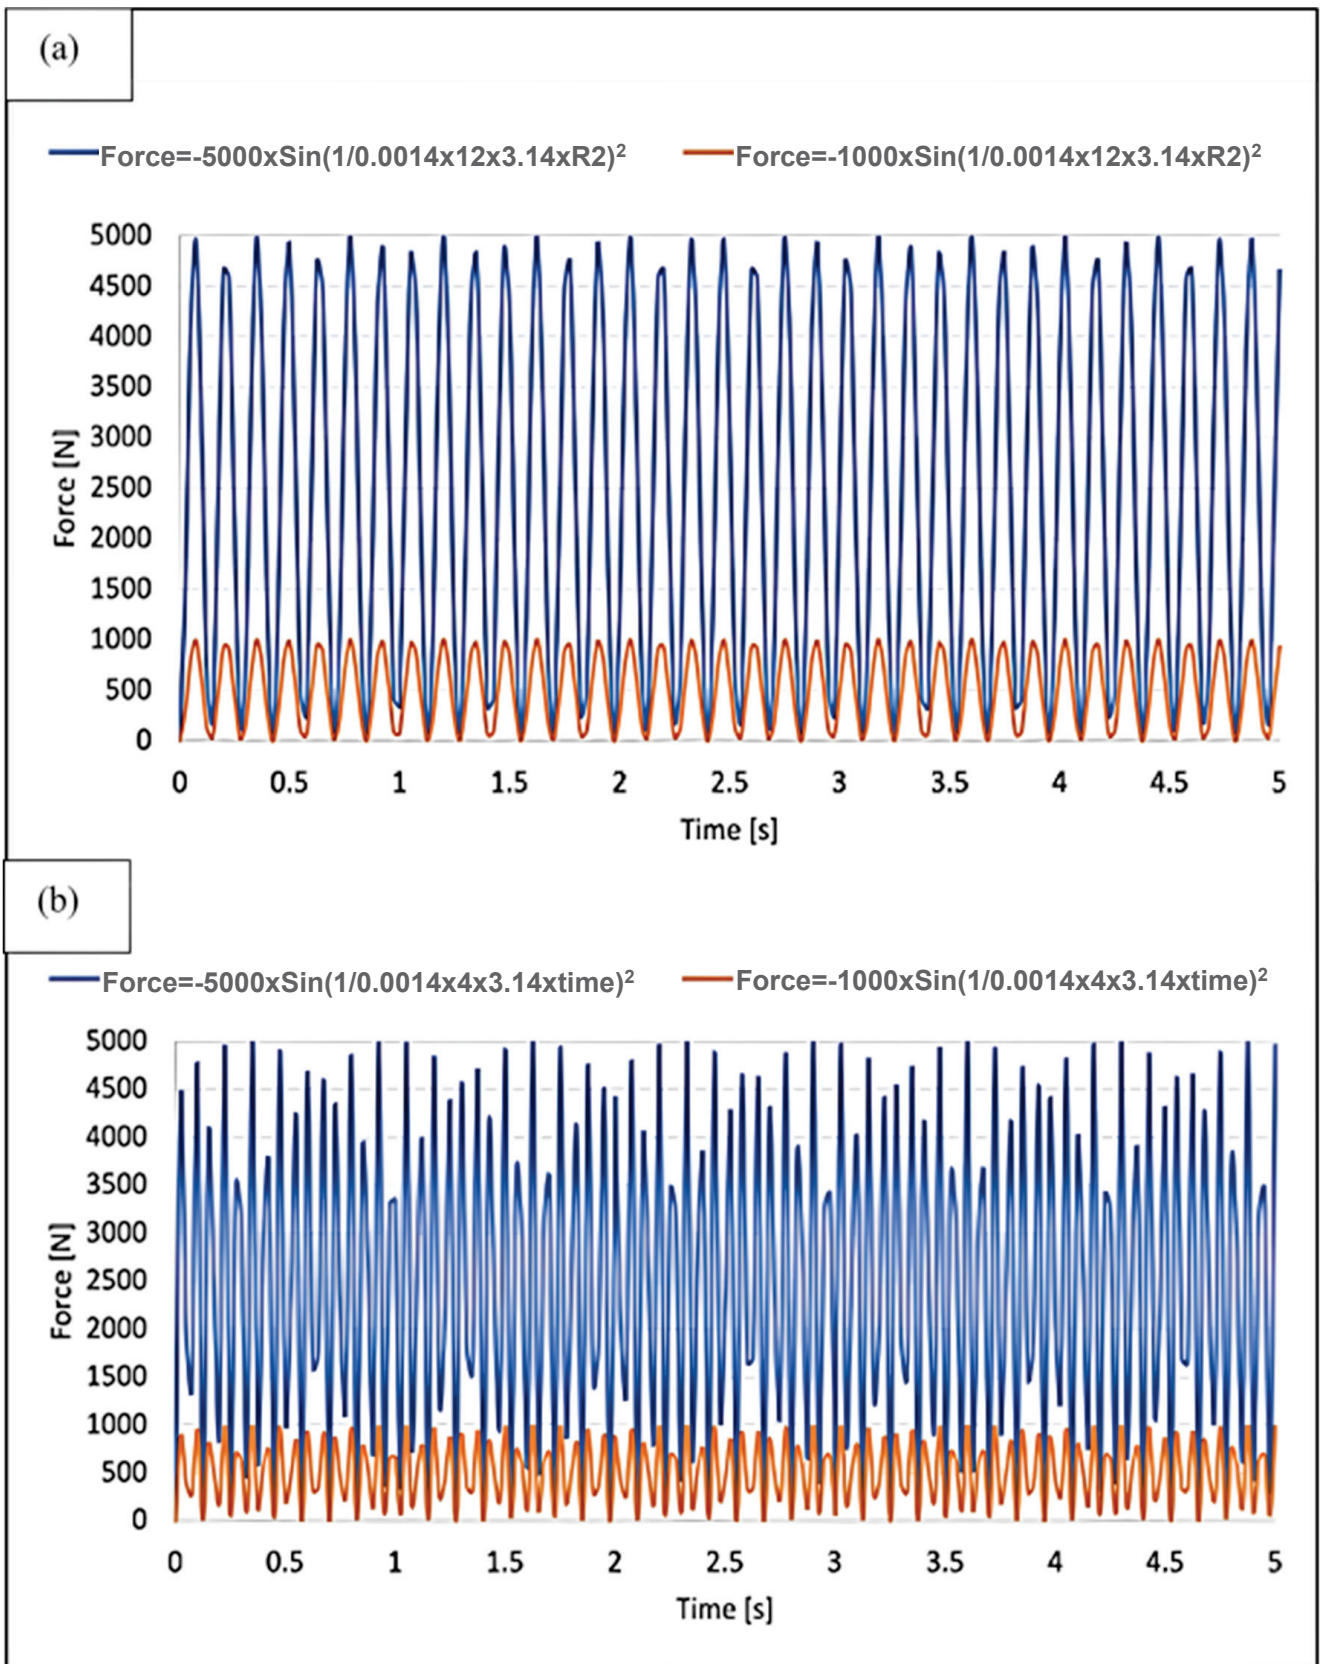 (a)
Force=-5000xSin(1/0.0014x12x3.14xR2)² Force=-1000xSin(1/0.0014x12x3.14xR2)²
5000
4500
4000
3500
3000
2500
2000
1500
1000
500
0
Force [N]
0 0.5 1 1.5 2 2.5 3 3.5 4 4.5 5
Time [s]
(b)
Force=-5000xSin(1/0.0014x4x3.14xtime)² Force=-1000xSin(1/0.0014x4x3.14xtime)²
5000
4500
4000
3500
3000
2500
2000
1500
1000
500
0
Force [N]
0 0.5 1 1.5 2 2.5 3 3.5 4 4.5 5
Time [s]